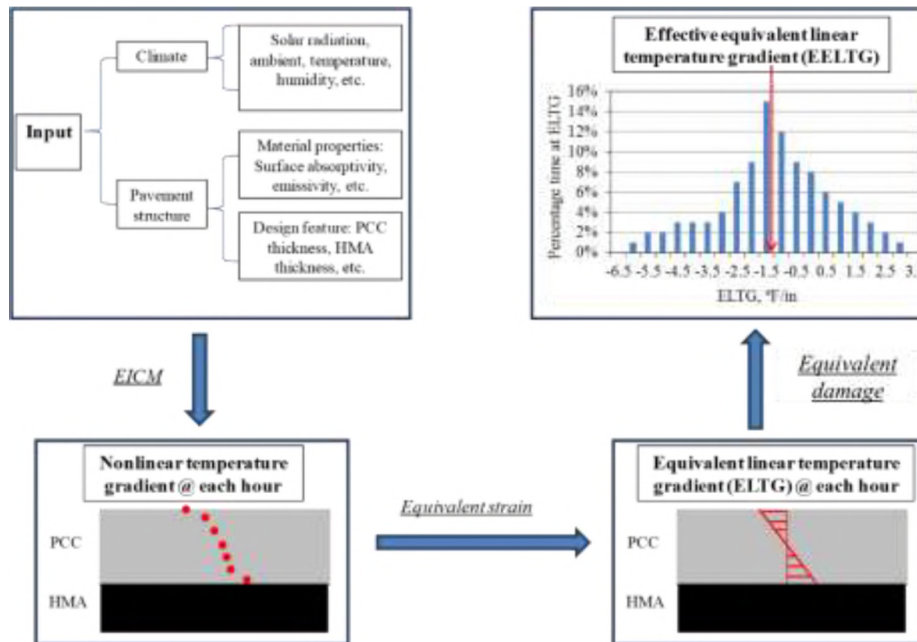 Input
Climate
Solar radiation,
ambient, temperature,
humidity, etc.
Pavement
structure
Material properties:
Surface absorptivity,
emissivity, etc.
Design feature: PCC
thickness, HMA
thickness, etc.
EICM
Nonlinear temperature
gradient @ each hour
PCC
HMA
Equivalent strain
Equivalent linear temperature
gradient (ELTG) @ each hour
PCC
HMA
Equivalent
damage
Effective equivalent linear
temperature gradient (EELTG)
Percentage time at ELTG
16%
14%
12%
10%
8%
6%
4%
2%
0%
-6.5 -5.5 -4.5 -3.5 -2.5 -1.5 -0.5 0.5 1.5 2.5 3.
ELTG, °F/in